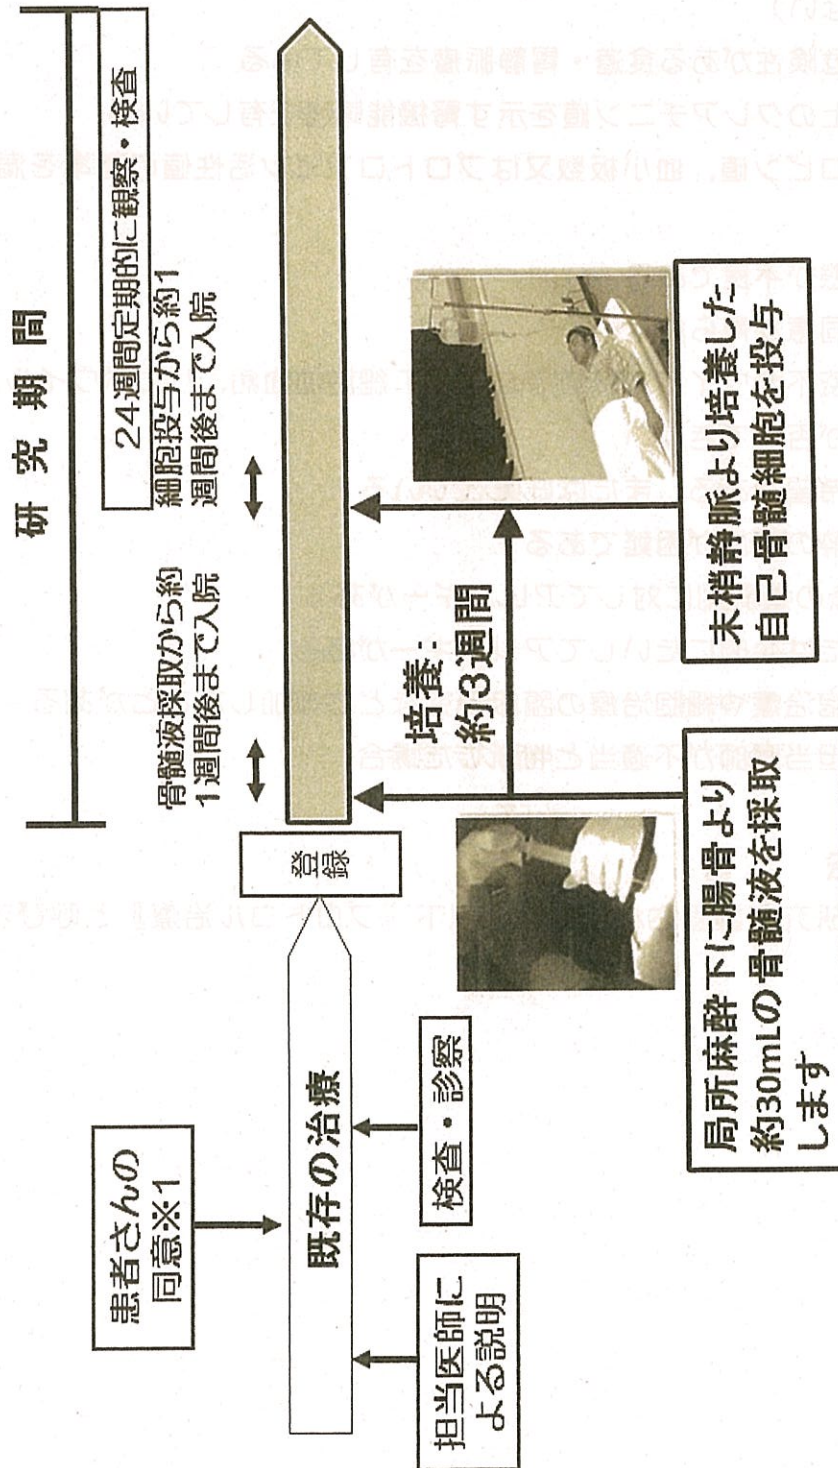 研究期間
24週間定期的に観察・検査
骨髄液採取から約
1週間後まで入院
細胞投与から約1
週間後まで入院
患者さんの
同意※1
既存の治療
登録
担当医師に
よる説明
検査・診察
培養：
約3週間
局所麻酔下に腸骨より
約30mLの骨髄液を採取
します
末梢静脈より培養した
自己骨髄細胞を投与